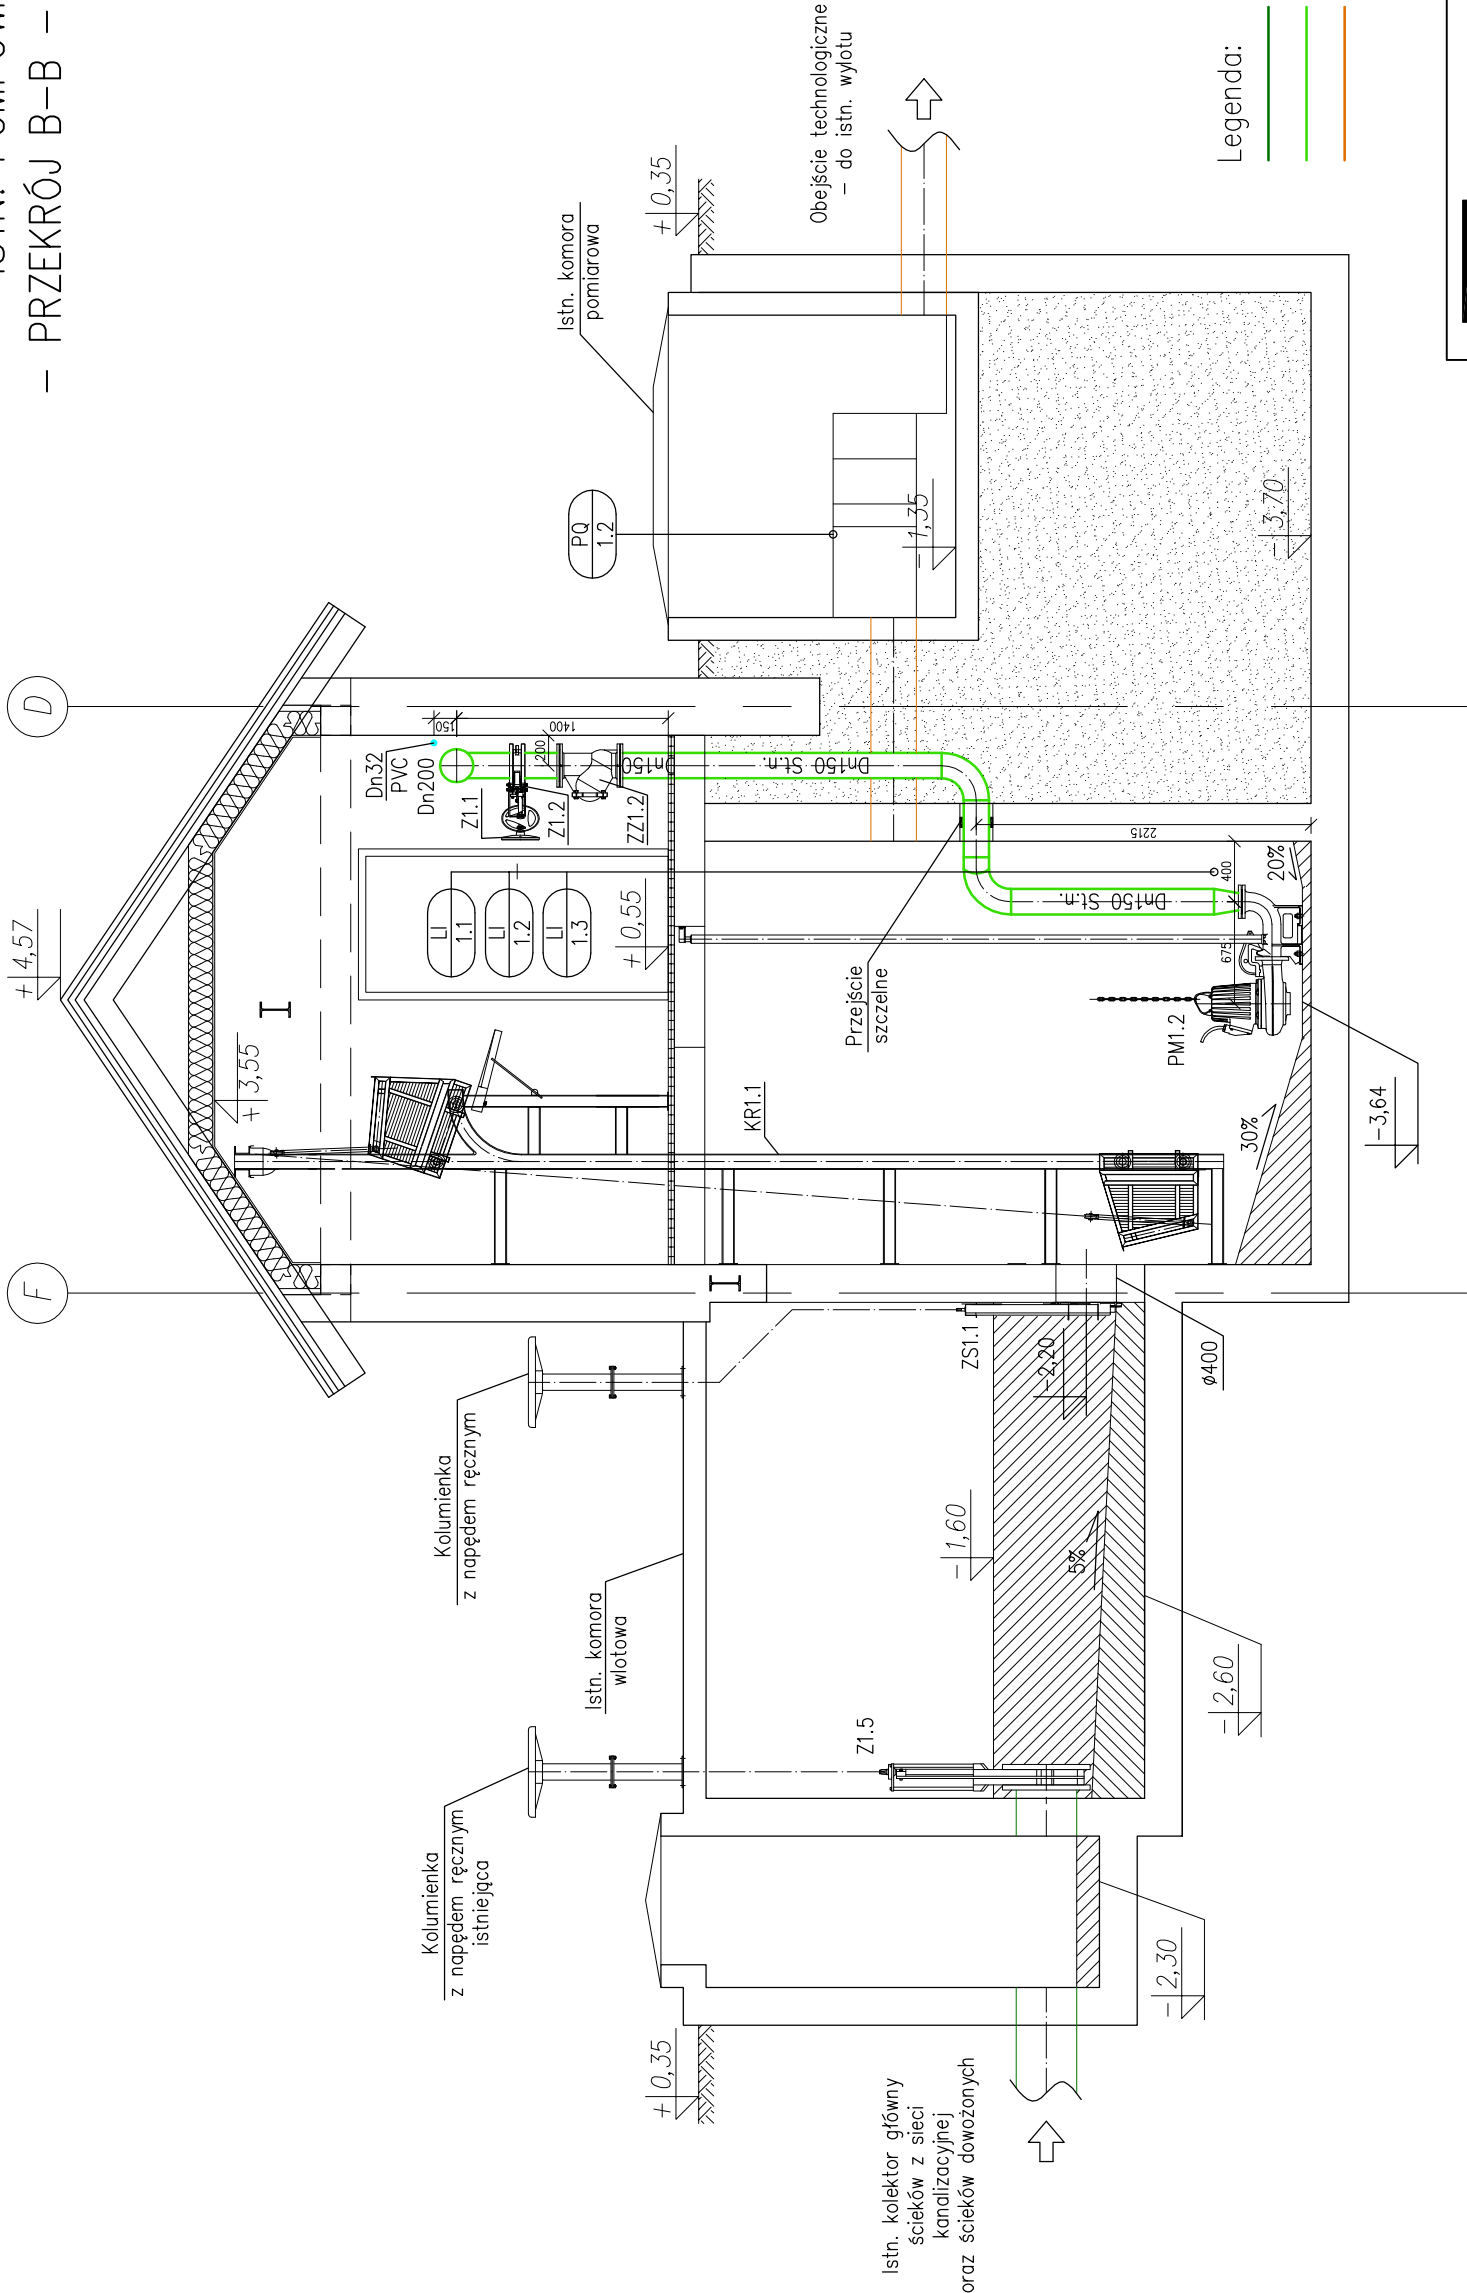 - PRZEKRÓJ B-B -
D
F
+ 4,57
+ 3,55
Dn32
PVC
Dn200
Z1.1
Z1.2
ZZ1.2
150
1400
200
Dn150
Dn150 St.n.
Dn150 St.n.
LI
1.1
LI
1.2
LI
1.3
+ 0,55
Istn. komora
pomiarowa
PQ
1.2
+ 0,35
Obejście technologiczne
- do istn. wylotu
- 1,35
- 3,70
Legenda:
Przejście
szczelne
2215
400
675
20%
30%
PM1.2
KR1.1
-3,64
Kolumienka
z napędem ręcznym
Istn. komora
wlotowa
Kolumienka
z napędem ręcznym
istniejąca
ZS1.1
-2,20
ø400
- 1,60
5%
Z1.5
- 2,60
- 2,30
+ 0,35
Istn. kolektor główny
ścieków z sieci
kanalizacyjnej
oraz ścieków dowożonych